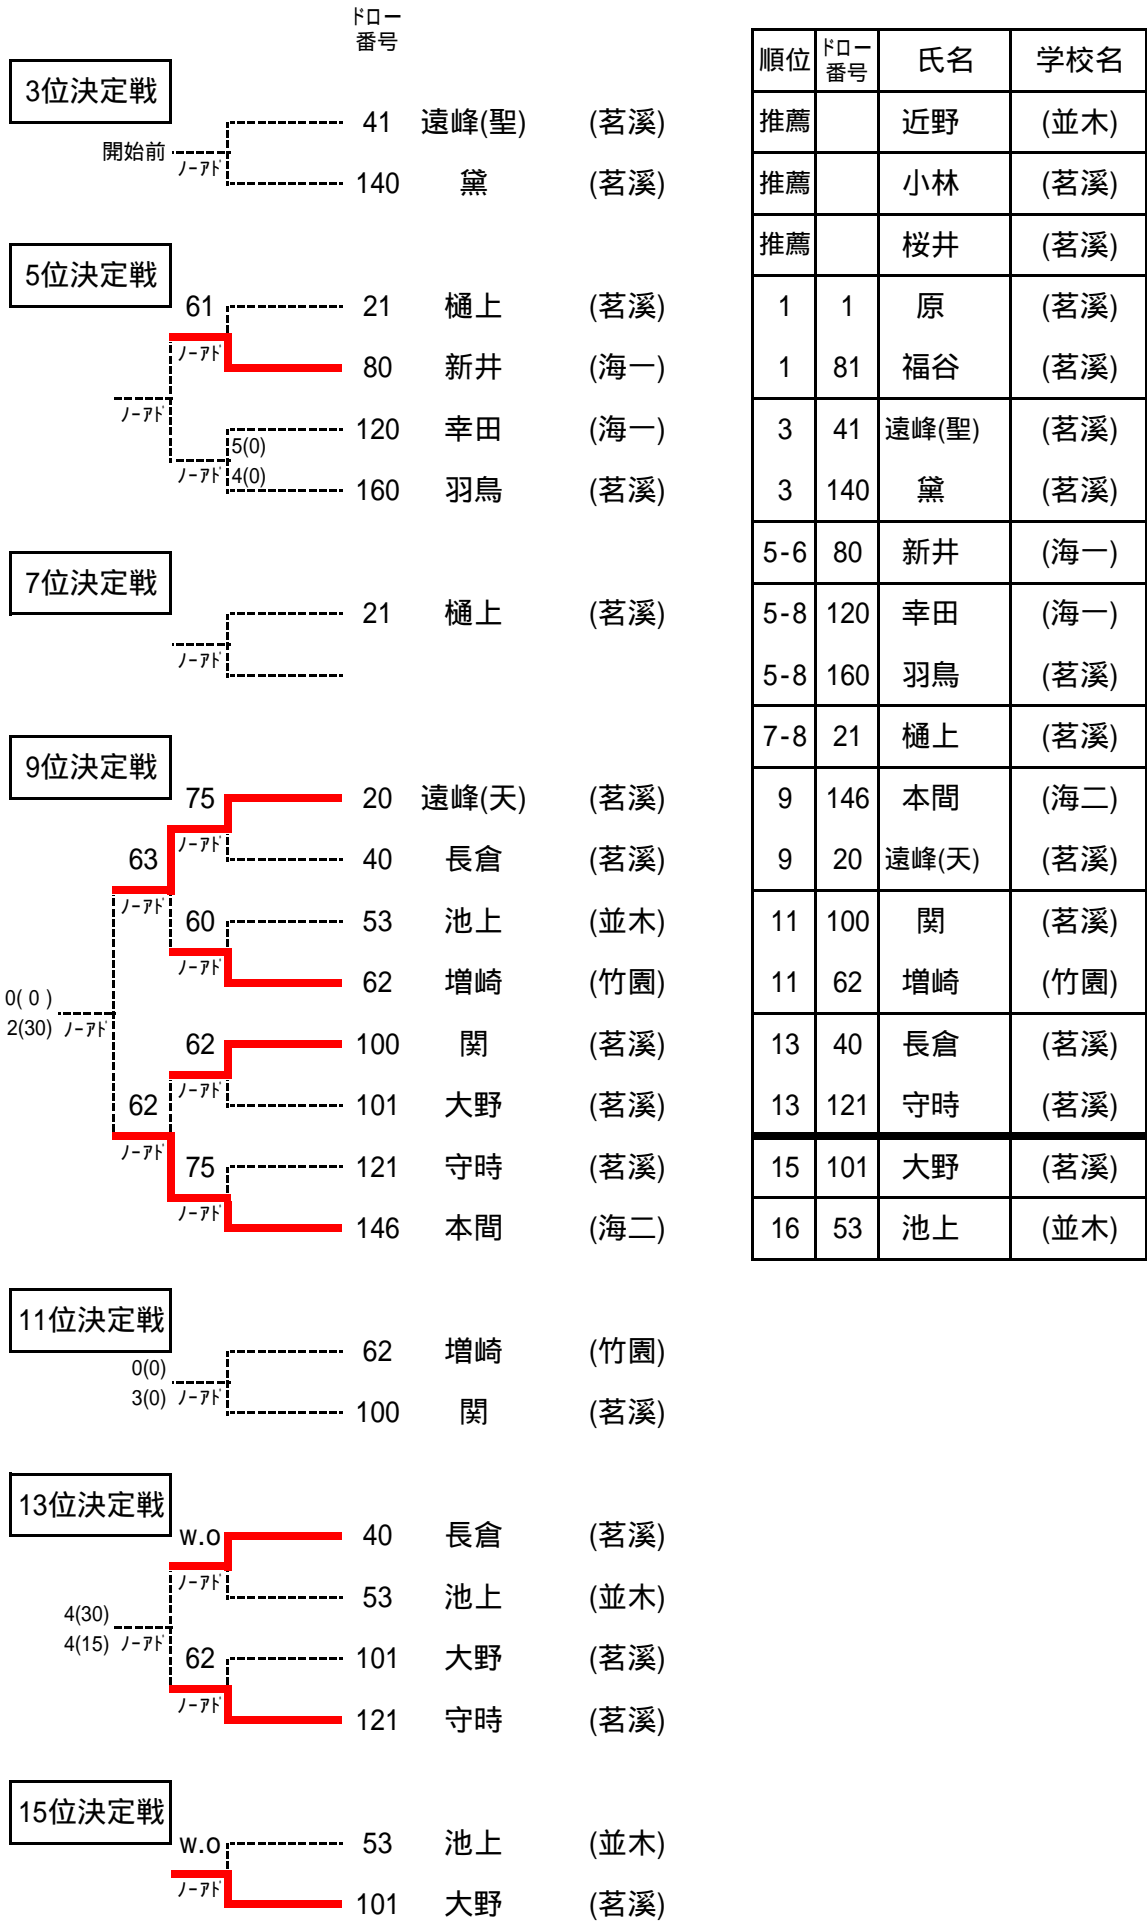 ドロー
番号
3位決定戦
41 遠峰(聖) (茗溪)
開始前
ノーアド
140 黛 (茗溪)
5位決定戦
61
21 樋上 (茗溪)
ノーアド
80 新井 (海一)
ノーアド
120 幸田 (海一)
5(0)
ノーアド 4(0)
160 羽鳥 (茗溪)
7位決定戦
21 樋上 (茗溪)
ノーアド
9位決定戦
75
20 遠峰(天) (茗溪)
ノーアド
63
40 長倉 (茗溪)
ノーアド
60
53 池上 (並木)
ノーアド
62 増崎 (竹園)
0( 0 )
2(30) ノーアド
62
100 関 (茗溪)
ノーアド
62
101 大野 (茗溪)
ノーアド
75
121 守時 (茗溪)
ノーアド
146 本間 (海二)
11位決定戦
62 増崎 (竹園)
0(0)
3(0) ノーアド
100 関 (茗溪)
13位決定戦
w.o
40 長倉 (茗溪)
ノーアド
53 池上 (並木)
4(30)
4(15) ノーアド
62
101 大野 (茗溪)
ノーアド
121 守時 (茗溪)
15位決定戦
w.o
53 池上 (並木)
ノーアド
101 大野 (茗溪)
順位 ドロー番号 氏名 学校名
推薦 近野 (並木)
推薦 小林 (茗溪)
推薦 桜井 (茗溪)
1 1 原 (茗溪)
1 81 福谷 (茗溪)
3 41 遠峰(聖) (茗溪)
3 140 黛 (茗溪)
5-6 80 新井 (海一)
5-8 120 幸田 (海一)
5-8 160 羽鳥 (茗溪)
7-8 21 樋上 (茗溪)
9 146 本間 (海二)
9 20 遠峰(天) (茗溪)
11 100 関 (茗溪)
11 62 増崎 (竹園)
13 40 長倉 (茗溪)
13 121 守時 (茗溪)
15 101 大野 (茗溪)
16 53 池上 (並木)